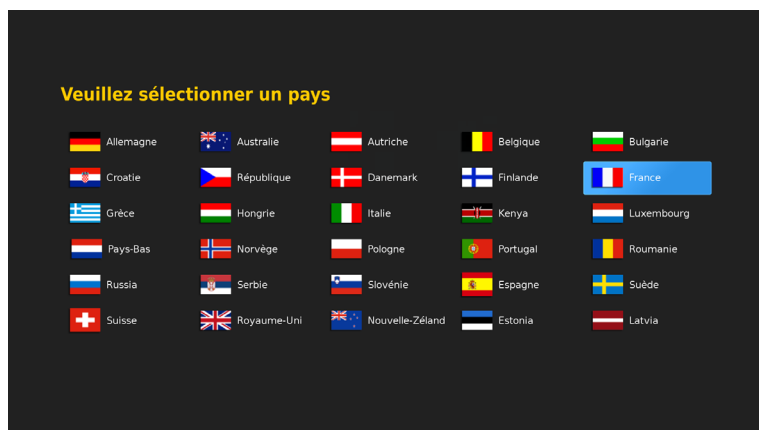 Veuillez sélectionner un pays
Allemagne Australie Autriche Belgique Bulgarie
Croatie République Danemark Finlande France
Grèce Hongrie Italie Kenya Luxembourg
Pays-Bas Norvège Pologne Portugal Roumanie
Russia Serbie Slovénie Espagne Suède
Suisse Royaume-Uni Nouvelle-Zéland Estonia Latvia